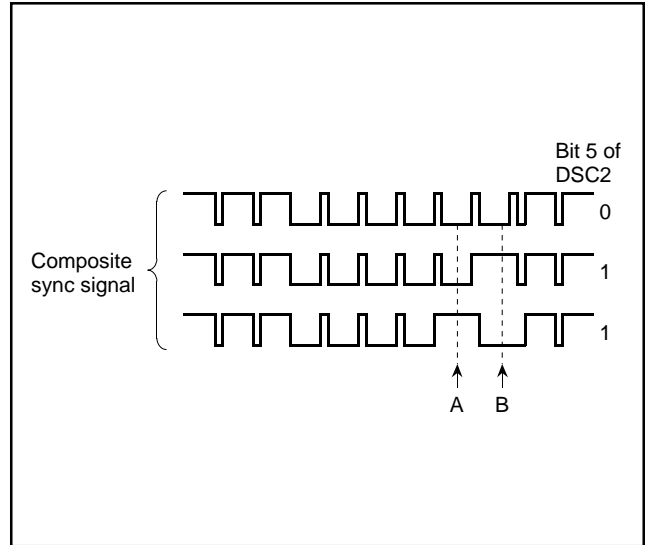 Bit 5 of
DSC2
0
Composite
sync signal
1
1
A B